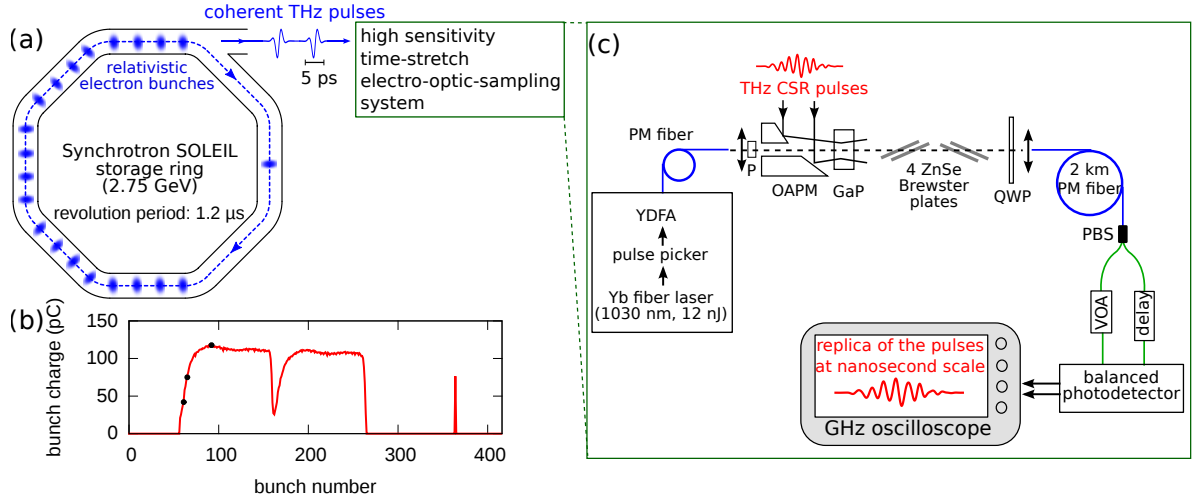 (a)
coherent THz pulses
5 ps
relativistic
electron bunches
Synchrotron SOLEIL
storage ring
(2.75 GeV)
revolution period: 1.2 µs
high sensitivity
time-stretch
electro-optic-sampling
system
(b)
bunch charge (pC)
150
100
50
0
0
100
200
300
400
bunch number
(c)
THz CSR pulses
PM fiber
P
OAPM
GaP
4 ZnSe
Brewster
plates
QWP
2 km
PM fiber
PBS
YDFA
pulse picker
Yb fiber laser
(1030 nm, 12 nJ)
VOA
delay
balanced
photodetector
replica of the pulses
at nanosecond scale
GHz oscilloscope